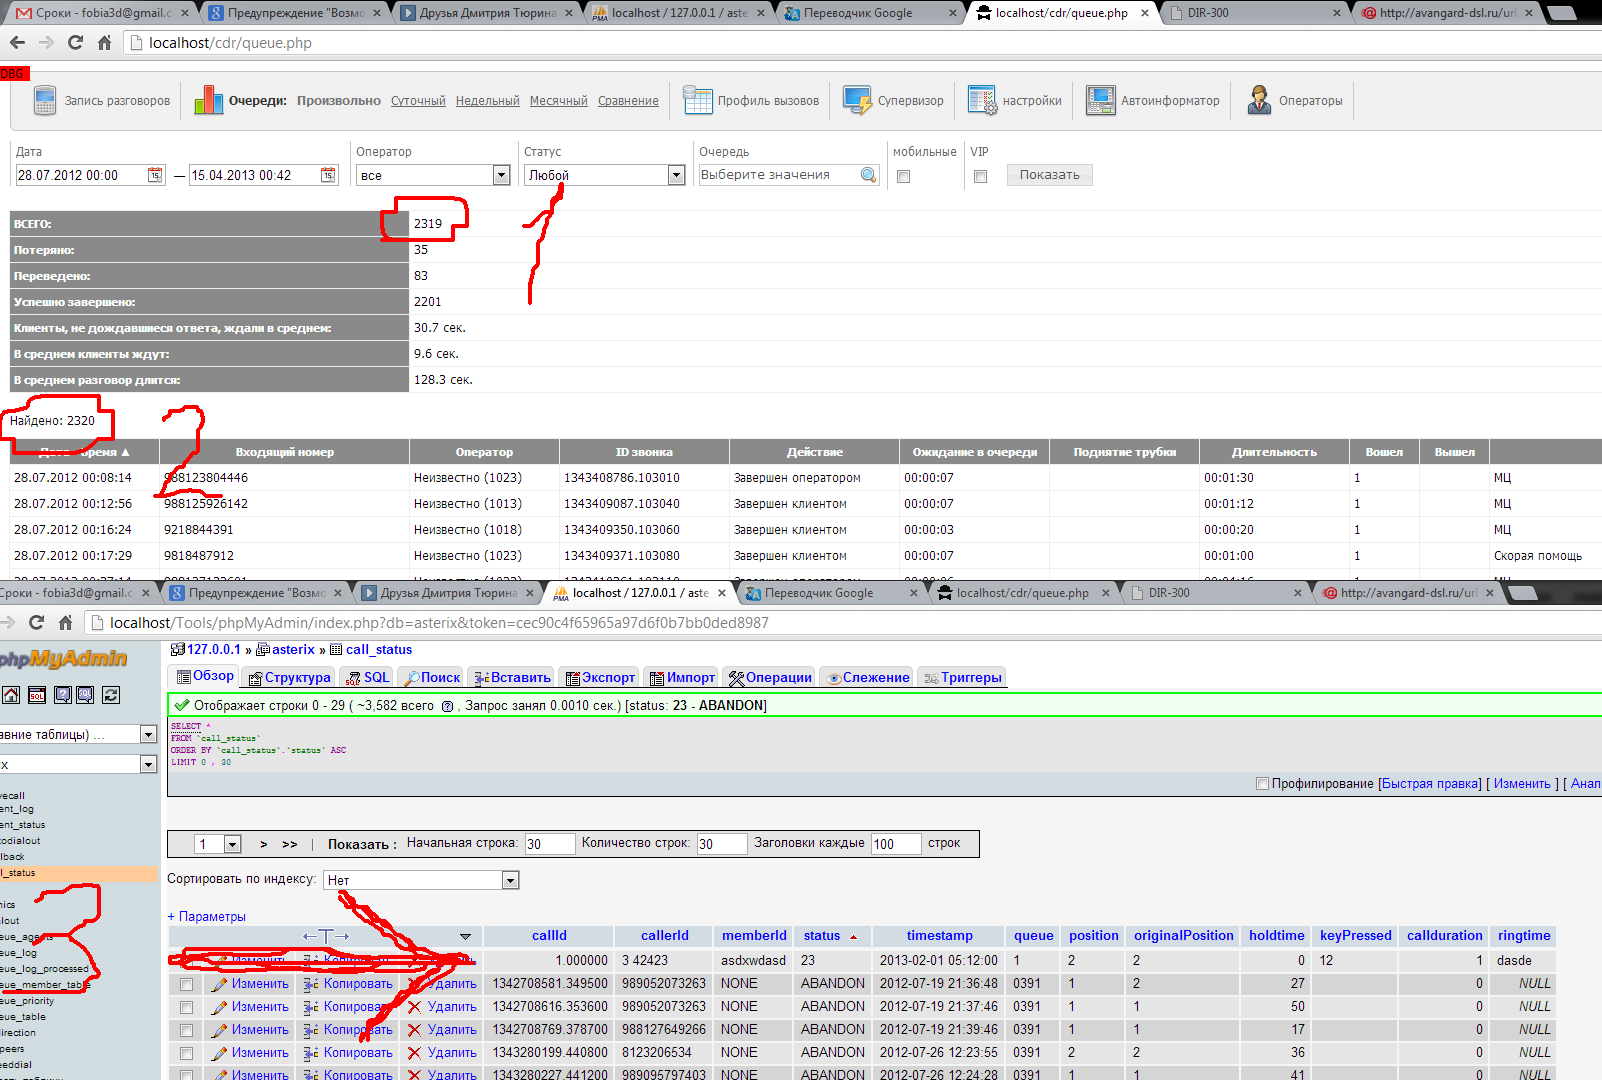 Сроки - fobia3d@gmail.c
Предупреждение "Возмо
Друзья Дмитрия Тюрина
localhost / 127.0.0.1 / aste
Переводчик Google
localhost/cdr/queue.php
DIR-300
http://avangard-dsl.ru/url
localhost/cdr/queue.php
DBG
Запись разговоров
Очереди: Произвольно Суточный Недельный Месячный Сравнение
Профиль вызовов
Супервизор
настройки
Автоинформатор
Операторы
Дата
Оператор
Статус
Очередь
мобильные
VIP
28.07.2012 00:00 — 15.04.2013 00:42
все
Любой
Выберите значения
Показать
ВСЕГО: 2319
Потеряно: 35
Переведено: 83
Успешно завершено: 2201
Клиенты, не дождавшиеся ответа, ждали в среднем: 30.7 сек.
В среднем клиенты ждут: 9.6 сек.
В среднем разговор длится: 128.3 сек.
Найдено: 2320
Время ▲ Входящий номер Оператор ID звонка Действие Ожидание в очереди Поднятие трубки Длительность Вошел Вышел
28.07.2012 00:08:14 988123804446 Неизвестно (1023) 1343408786.103010 Завершен оператором 00:00:07 00:01:30 1 МЦ
28.07.2012 00:12:56 988125926142 Неизвестно (1013) 1343409087.103040 Завершен клиентом 00:00:07 00:01:12 1 МЦ
28.07.2012 00:16:24 9218844391 Неизвестно (1018) 1343409350.103060 Завершен клиентом 00:00:03 00:00:20 1 МЦ
28.07.2012 00:17:29 9818487912 Неизвестно (1023) 1343409371.103080 Завершен клиентом 00:00:07 00:01:00 1 Скорая помощь
1
2
Сроки - fobia3d@gmail.c
Предупреждение "Возмо
Друзья Дмитрия Тюрина
localhost / 127.0.0.1 / aste
Переводчик Google
localhost/cdr/queue.php
DIR-300
http://avangard-dsl.ru/url
localhost/Tools/phpMyAdmin/index.php?db=asterix&token=cec90c4f65965a97d6f0b7bb0ded8987
phpMyAdmin
127.0.0.1 » asterix » call_status
Обзор Структура SQL Поиск Вставить Экспорт Импорт Операции Слежение Триггеры
Отображает строки 0 - 29 ( ~3,582 всего , Запрос занял 0.0010 сек.) [status: 23 - ABANDON]
SELECT *
FROM `call_status`
ORDER BY `call_status`.`status` ASC
LIMIT 0 , 30
Профилирование [Быстрая правка] [ Изменить ] [ Анал
авние таблицы) ...
x
vecall
ent_log
ent_status
todialout
llback
ll_status
nics
alout
eue_agents
eue_log
eue_log_processed
eue_member_table
eue_priority
eue_table
direction
peers
eeddial
3
1 > >> | Показать : Начальная строка: 30 Количество строк: 30 Заголовки каждые 100 строк
Сортировать по индексу: Нет
+ Параметры
←T→ callId callerId memberId status timestamp queue position originalPosition holdtime keyPressed callduration ringtime
Изменить Копировать Удалить 1.000000 3 42423 asdxwdasd 23 2013-02-01 05:12:00 1 2 2 0 12 1 dasde
Изменить Копировать Удалить 1342708581.349500 989052073263 NONE ABANDON 2012-07-19 21:36:48 0391 1 2 27 0 NULL
Изменить Копировать Удалить 1342708616.353600 989052073263 NONE ABANDON 2012-07-19 21:37:46 0391 1 1 50 0 NULL
Изменить Копировать Удалить 1342708769.378700 988127649266 NONE ABANDON 2012-07-19 21:39:46 0391 1 1 17 0 NULL
Изменить Копировать Удалить 1343280199.440800 8123206534 NONE ABANDON 2012-07-26 12:23:55 0391 2 2 36 0 NULL
Изменить Копировать Удалить 1343280227.441200 989095797403 NONE ABANDON 2012-07-26 12:24:28 0391 1 1 41 0 NULL